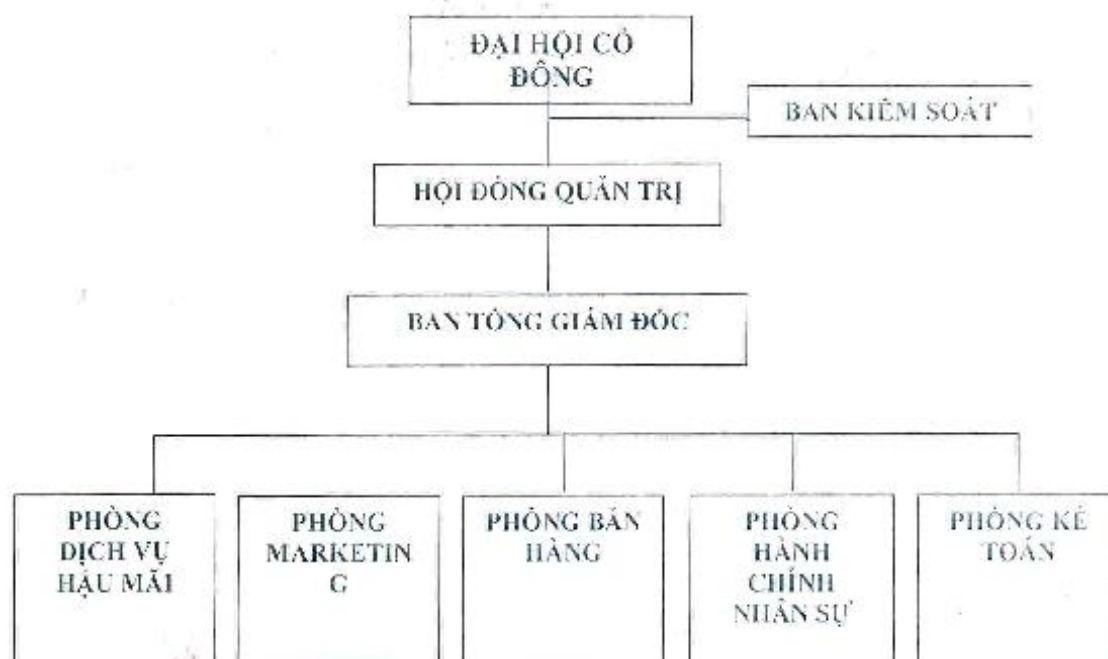 ĐẠI HỘI CỔ
ĐÔNG
BAN KIỂM SOÁT
HỘI ĐỒNG QUẢN TRỊ
BAN TỔNG GIÁM ĐỐC
PHÒNG
DỊCH VỤ
HẬU MÃI
PHÒNG
MARKETIN
G
PHÒNG BÁN
HÀNG
PHÒNG
HÀNH
CHÍNH
NHÂN SỰ
PHÒNG KẾ
TOÁN